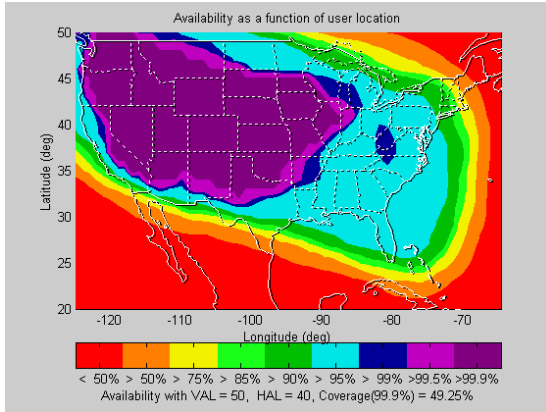 Availability as a function of user location
50
45
40
35
30
25
20
Latitude (deg)
-120 -110 -100 -90 -80 -70
Longitude (deg)
< 50% > 50% > 75% > 85% > 90% > 95% > 99% >99.5% >99.9%
Availability with VAL = 50, HAL = 40, Coverage(99.9%) = 49.25%